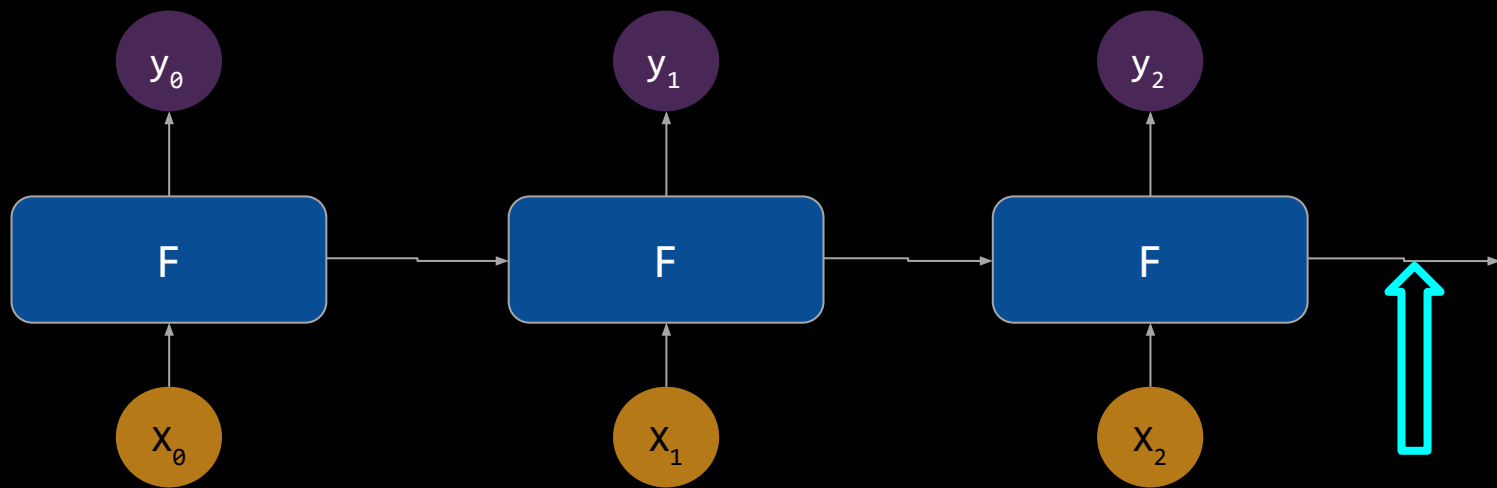 y₀ y₁ y₂
F F F
X₀ X₁ X₂